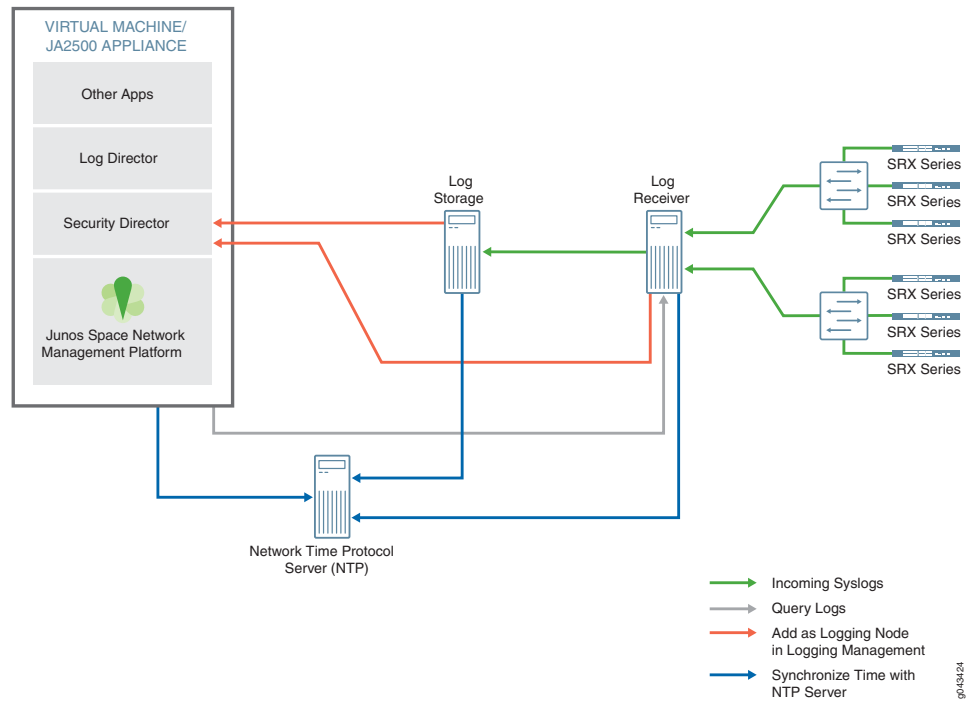 VIRTUAL MACHINE/
JA2500 APPLIANCE
Other Apps
Log Director
Security Director
Junos Space Network
Management Platform
Log
Storage
Log
Receiver
SRX Series
SRX Series
SRX Series
SRX Series
SRX Series
SRX Series
Network Time Protocol
Server (NTP)
Incoming Syslogs
Query Logs
Add as Logging Node
in Logging Management
Synchronize Time with
NTP Server
g043424